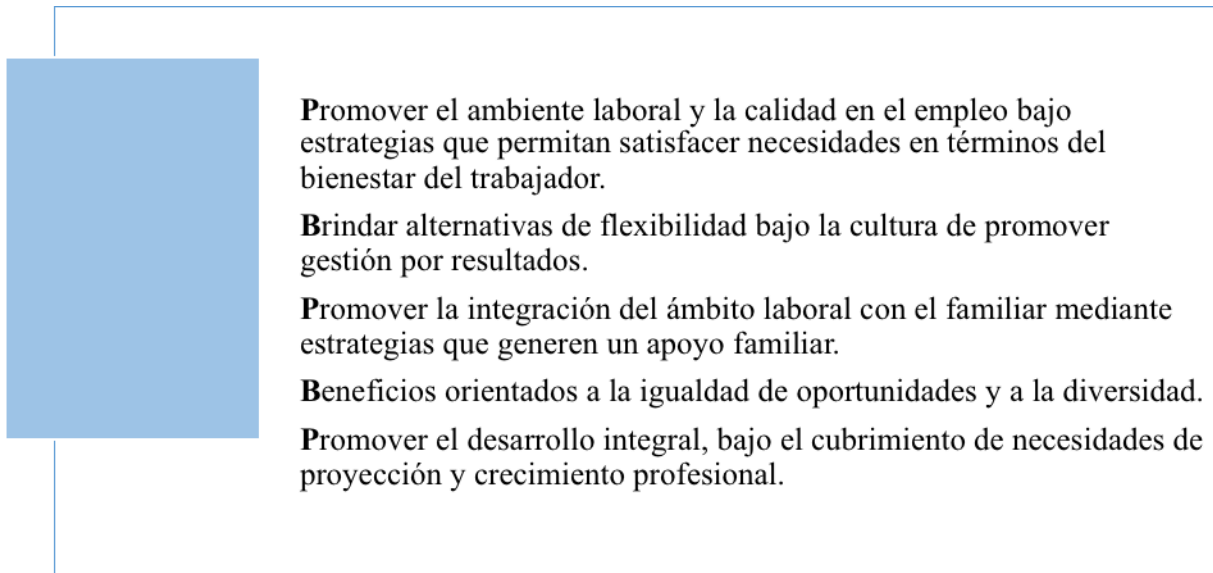 Promover el ambiente laboral y la calidad en el empleo bajo
estrategias que permitan satisfacer necesidades en términos del
bienestar del trabajador.
Brindar alternativas de flexibilidad bajo la cultura de promover
gestión por resultados.
Promover la integración del ámbito laboral con el familiar mediante
estrategias que generen un apoyo familiar.
Beneficios orientados a la igualdad de oportunidades y a la diversidad.
Promover el desarrollo integral, bajo el cubrimiento de necesidades de
proyección y crecimiento profesional.